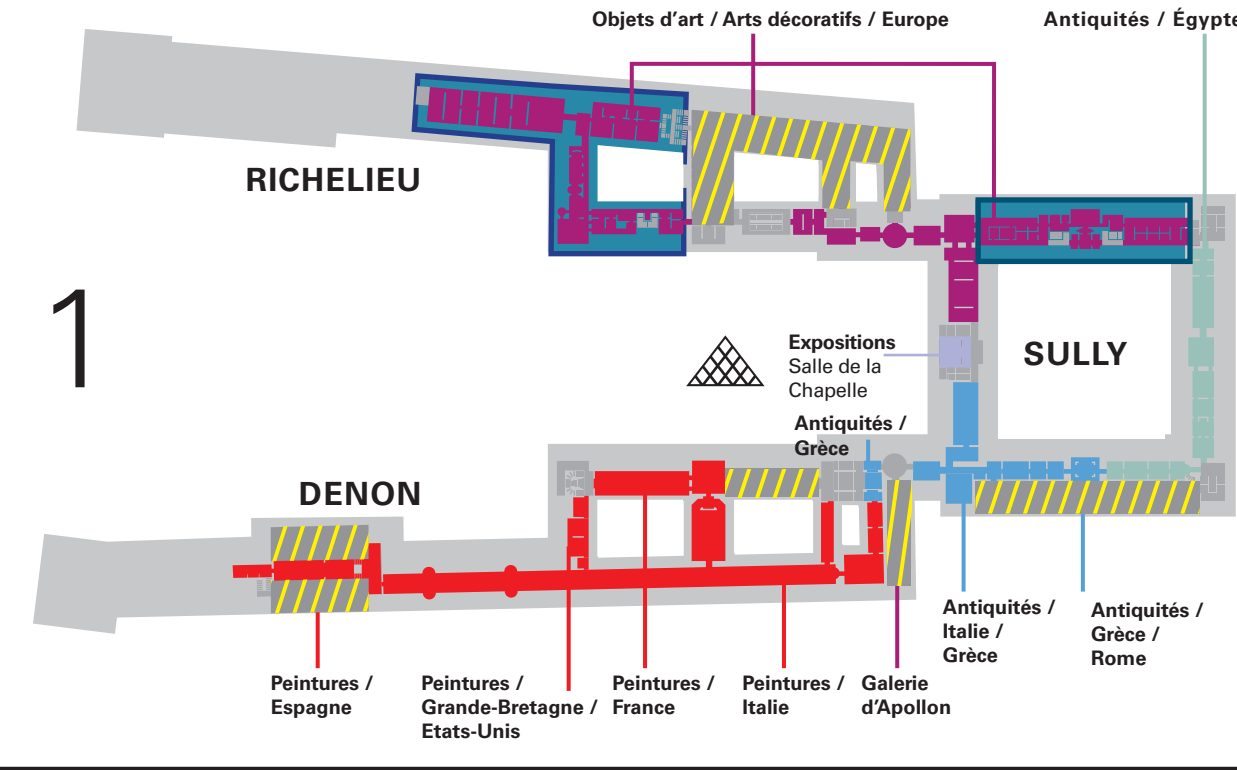 Objets d’art / Arts décoratifs / Europe
Antiquités / Égypte
RICHELIEU
1
Expositions
Salle de la
Chapelle
SULLY
Antiquités /
Grèce
DENON
Antiquités /
Italie /
Grèce
Antiquités /
Grèce /
Rome
Peintures /
Espagne
Peintures /
Grande-Bretagne /
Etats-Unis
Peintures /
France
Peintures /
Italie
Galerie
d’Apollon